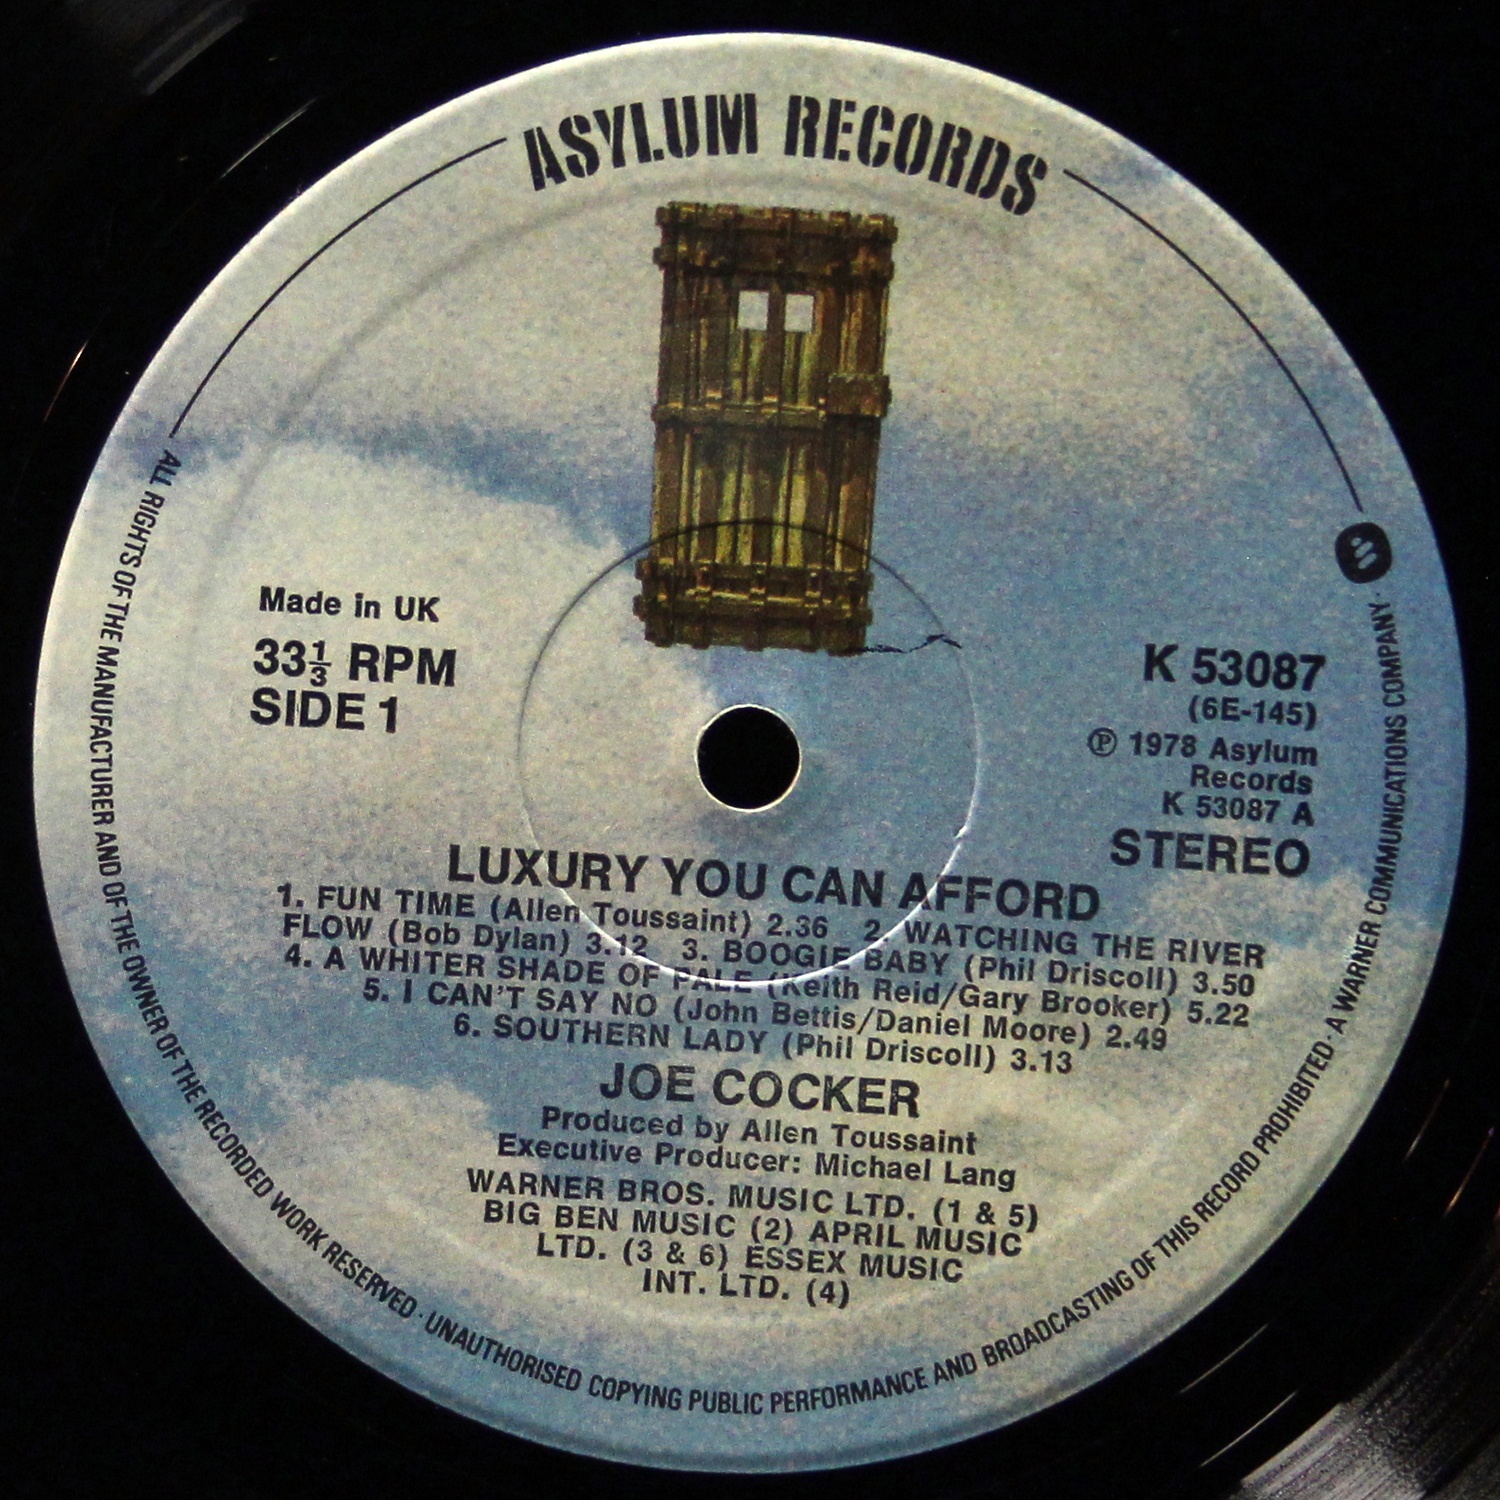 ASYLUM RECORDS
Made in UK
33⅓ RPM
SIDE 1
K 53087
(6E-145)
℗ 1978 Asylum
Records
K 53087 A
STEREO
LUXURY YOU CAN AFFORD
1. FUN TIME (Allen Toussaint) 2.36 2. WATCHING THE RIVER
FLOW (Bob Dylan) 3.12 3. BOOGIE BABY (Phil Driscoll) 3.50
4. A WHITER SHADE OF PALE (Keith Reid/Gary Brooker) 5.22
5. I CAN'T SAY NO (John Bettis/Daniel Moore) 2.49
6. SOUTHERN LADY (Phil Driscoll) 3.13
JOE COCKER
Produced by Allen Toussaint
Executive Producer: Michael Lang
WARNER BROS. MUSIC LTD. (1 & 5)
BIG BEN MUSIC (2) APRIL MUSIC
LTD. (3 & 6) ESSEX MUSIC
INT. LTD. (4)
ALL RIGHTS OF THE MANUFACTURER AND OF THE OWNER OF THE RECORDED WORK RESERVED · UNAUTHORISED COPYING PUBLIC PERFORMANCE AND BROADCASTING OF THIS RECORD PROHIBITED · A WARNER COMMUNICATIONS COMPANY ·